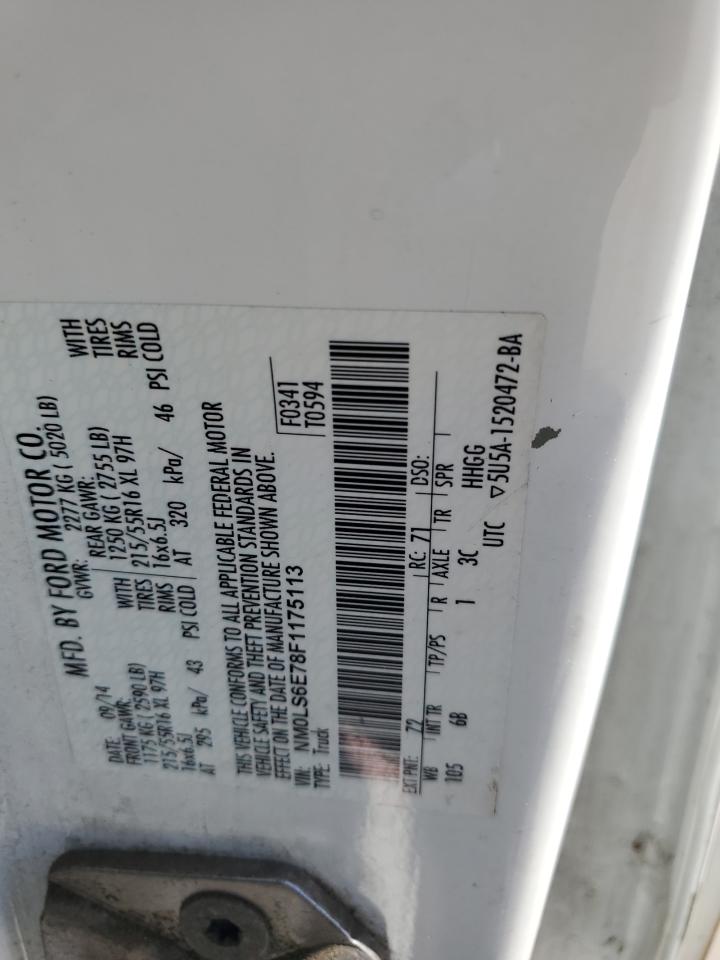 MFD. BY FORD MOTOR CO.
DATE: 09/14 GVWR: 2277 KG ( 5020 LB)
FRONT GAWR: WITH REAR GAWR: WITH
1175 KG ( 2590 LB) TIRES 1250 KG ( 2755 LB) TIRES
215/55R16 XL 97H RIMS 215/55R16 XL 97H RIMS
16x6.5J 16x6.5J
AT 295 kPa/ 43 PSI COLD AT 320 kPa/ 46 PSI COLD
THIS VEHICLE CONFORMS TO ALL APPLICABLE FEDERAL MOTOR
VEHICLE SAFETY AND THEFT PREVENTION STANDARDS IN
EFFECT ON THE DATE OF MANUFACTURE SHOWN ABOVE.
VIN: NM0LS6E78F1175113 F0341
TYPE: Truck T0594
EXT PNT: 72 RC: 71 DSO:
WB INT TR TP/PS R AXLE TR SPR
105 6B 1 3C HHGG
UTC ▽5U5A-1520472-BA